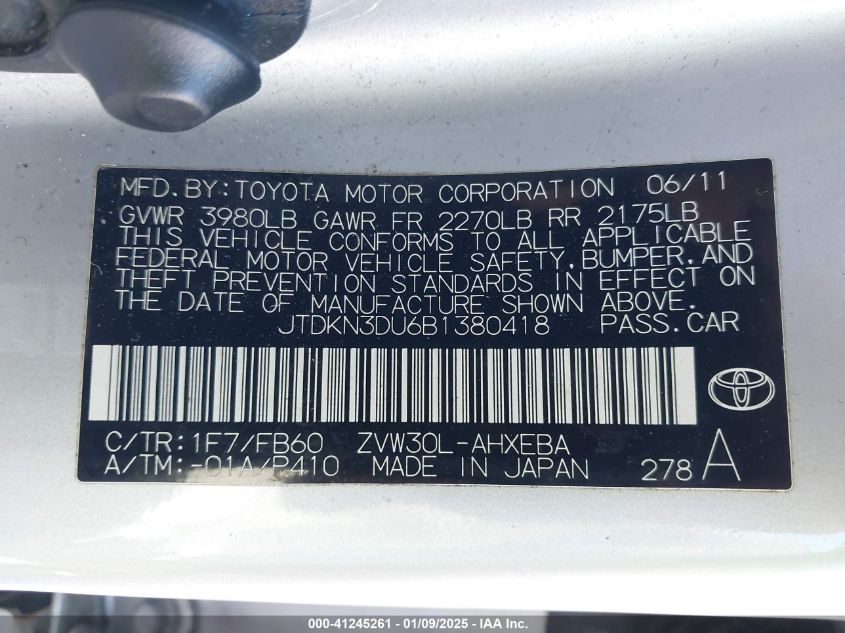 MFD. BY: TOYOTA MOTOR CORPORATION 06/11
GVWR 3980LB GAWR FR 2270LB RR 2175LB
THIS VEHICLE CONFORMS TO ALL APPLICABLE
FEDERAL MOTOR VEHICLE SAFETY, BUMPER, AND
THEFT PREVENTION STANDARDS IN EFFECT ON
THE DATE OF MANUFACTURE SHOWN ABOVE.
JTDKN3DU6B1380418 PASS. CAR
C/TR: 1F7/FB60 ZVW30L-AHXEBA
A/TM: -01A/P410 MADE IN JAPAN 278 A
000-41245261 - 01/09/2025 - IAA Inc.